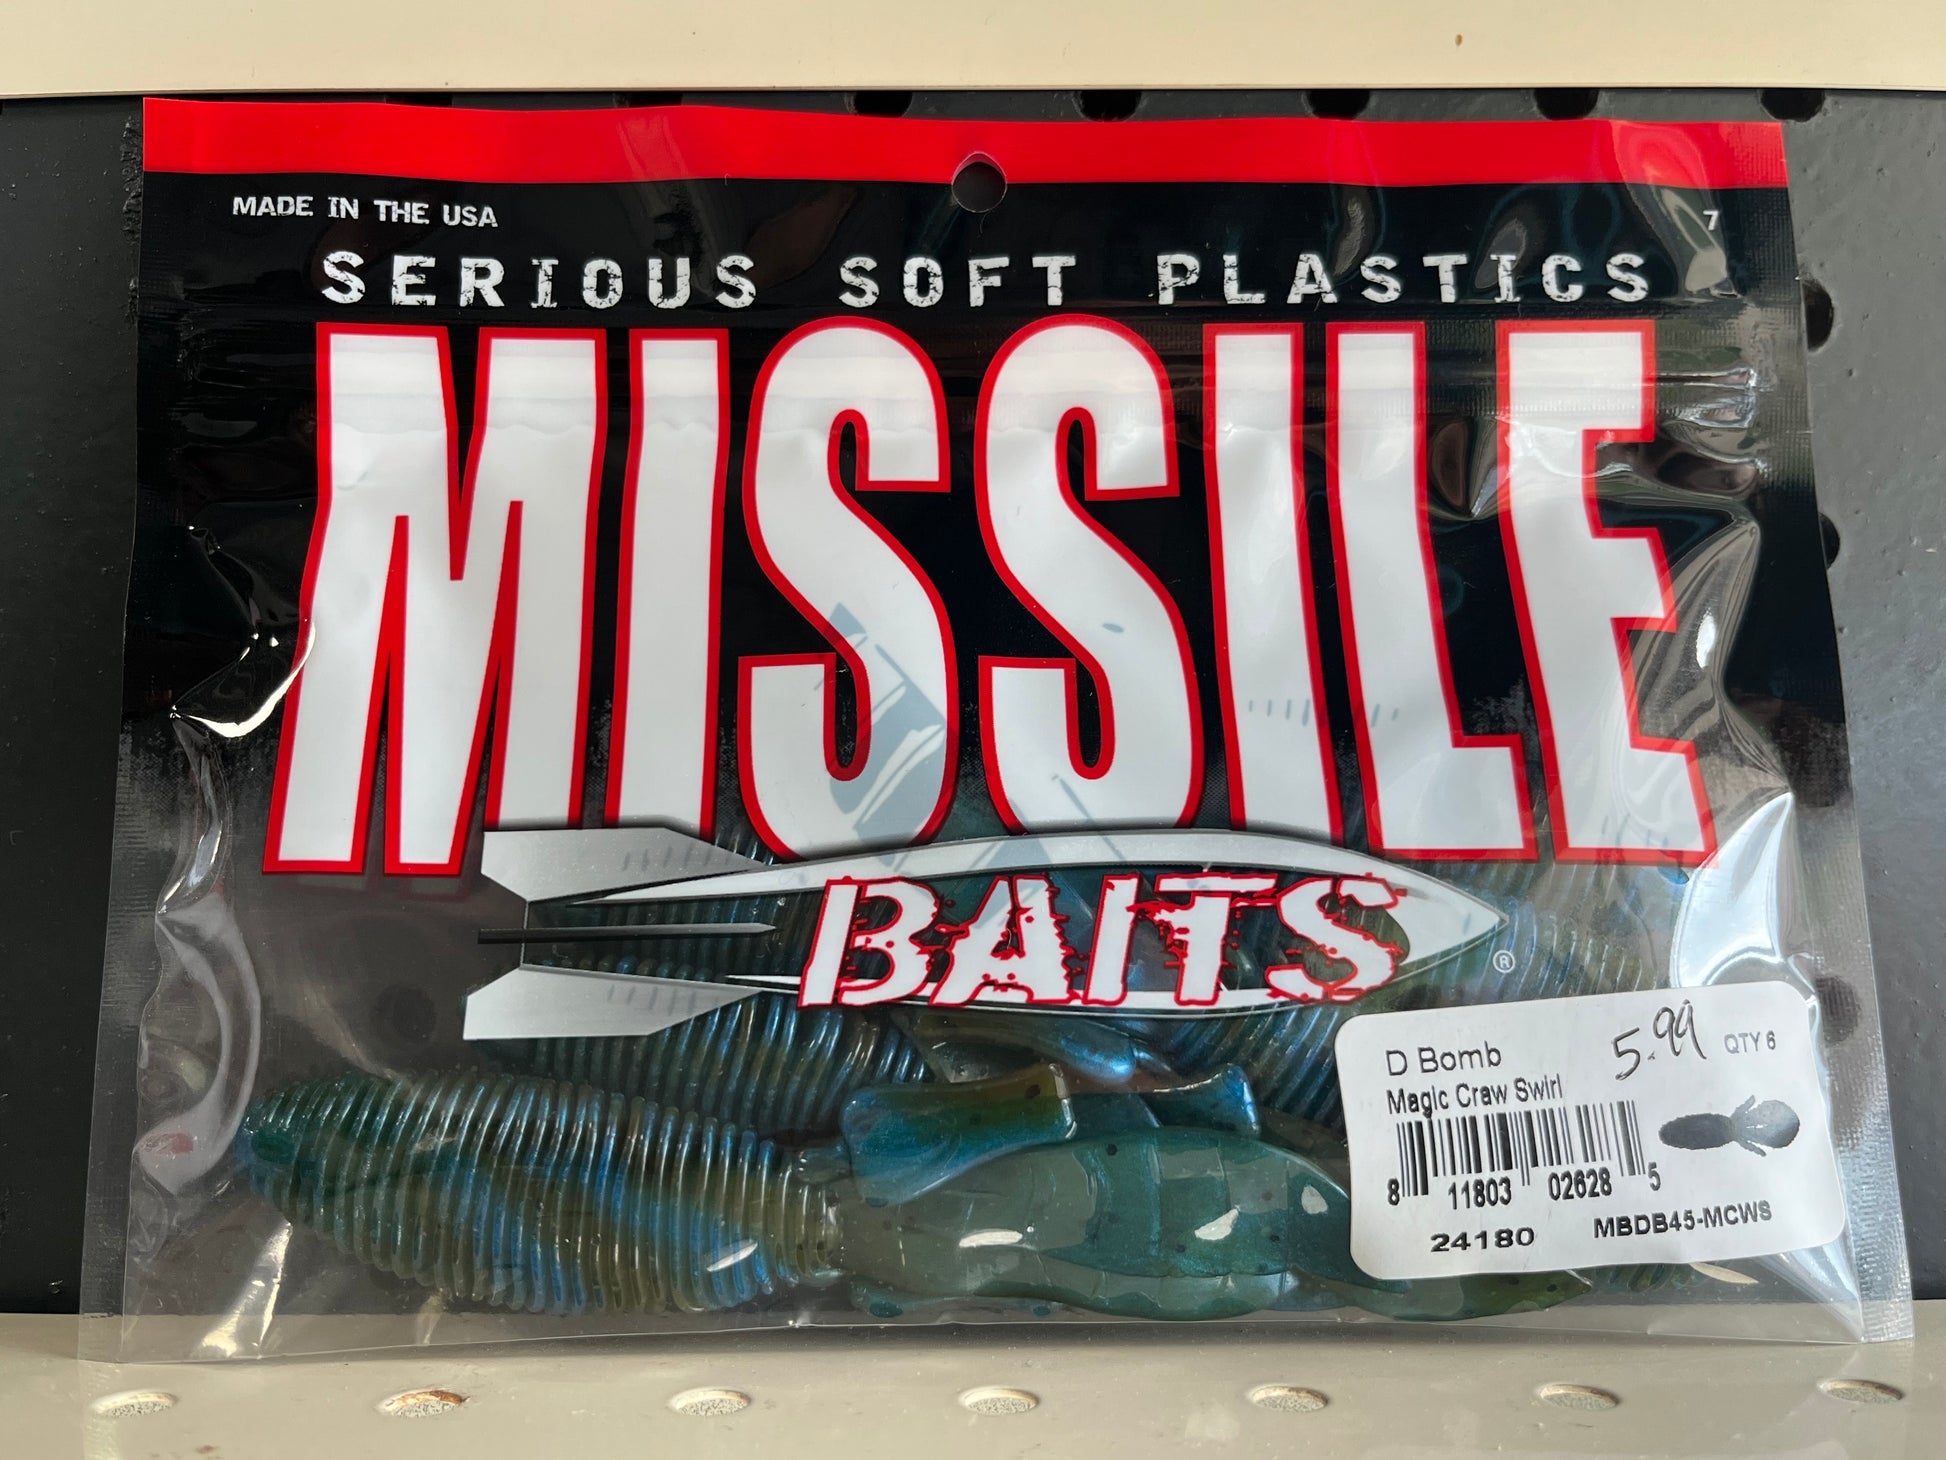 MADE IN THE USA
7
SERIOUS SOFT PLASTICS
MISSILE
BAITS
®
D Bomb
5.99
QTY 6
Magic Craw Swirl
8 11803 02628 5
24180 MBDB45-MCWS